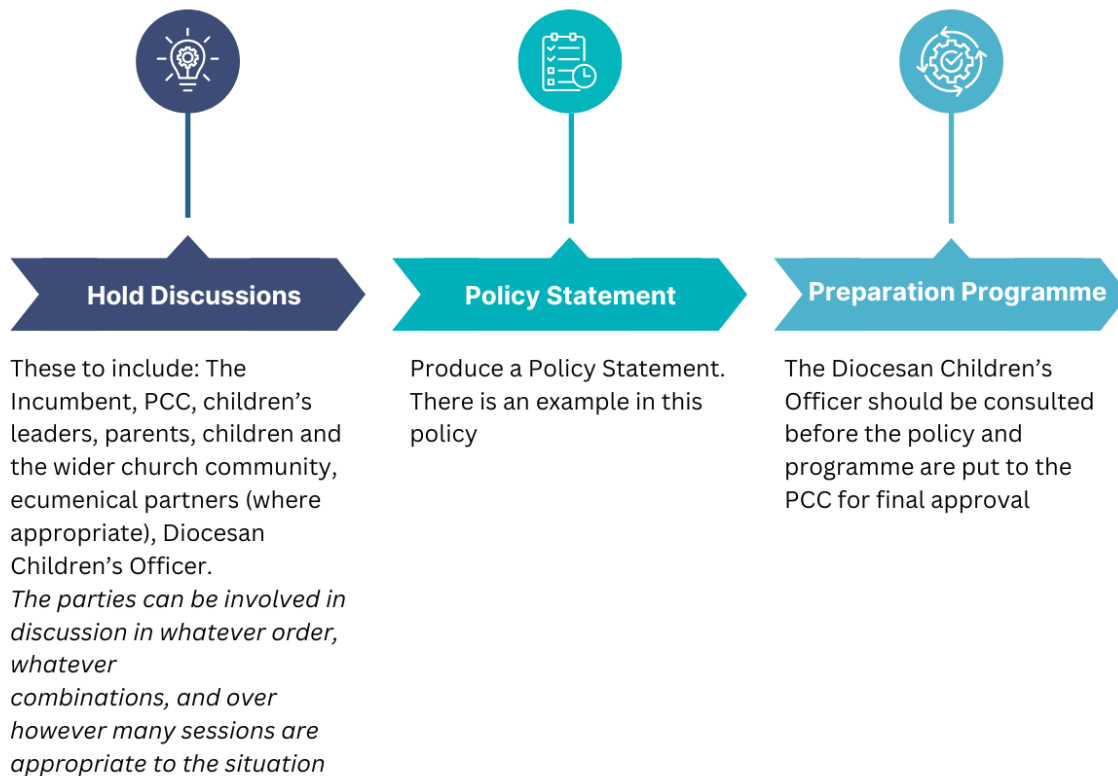 Hold Discussions
These to include: The
Incumbent, PCC, children’s
leaders, parents, children and
the wider church community,
ecumenical partners (where
appropriate), Diocesan
Children’s Officer.
The parties can be involved in
discussion in whatever order,
whatever
combinations, and over
however many sessions are
appropriate to the situation
Policy Statement
Produce a Policy Statement.
There is an example in this
policy
Preparation Programme
The Diocesan Children’s
Officer should be consulted
before the policy and
programme are put to the
PCC for final approval